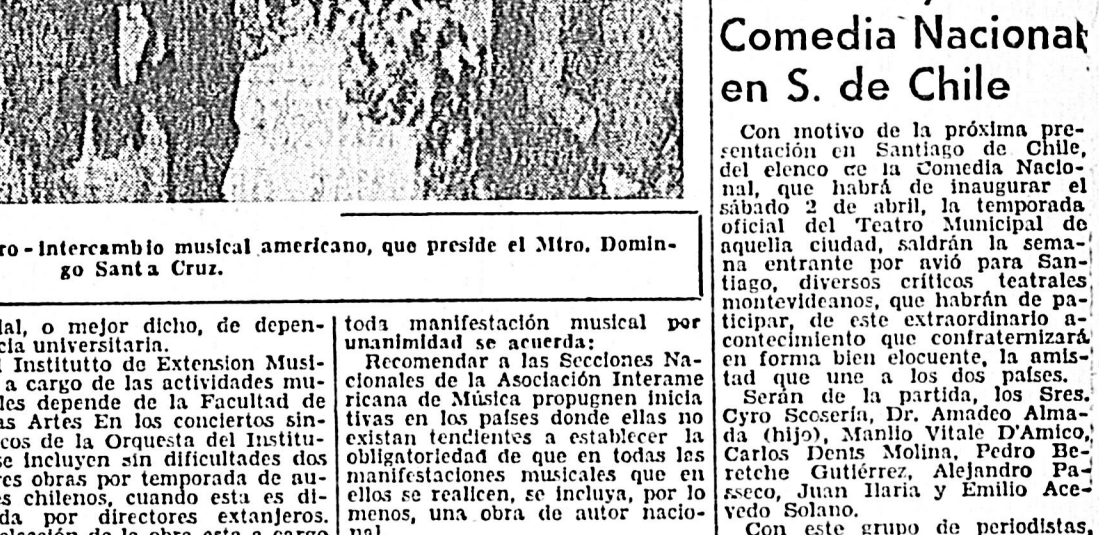 ro-intercambio musical americano, que preside el Mtro. Domin-
go Santa Cruz.
ial, o mejor dicho, de depen-
cia universitaria.
Institutto de Extension Musi-
a cargo de las actividades mu-
les depende de la Facultad de
as Artes En los conciertos sin-
cos de la Orquesta del Institu-
se incluyen sin dificultades dos
res obras por temporada de au-
es chilenos, cuando esta es di-
da por directores extanjeros.
de la obra esta a cargo
toda manifestación musical por
unanimidad se acuerda:
Recomendar a las Secciones Na-
cionales de la Asociación Interame
ricana de Música propugnen inicia
tivas en los países donde ellas no
existan tendientes a establecer la
obligatoriedad de que en todas las
manifestaciones musicales que en
ellos se realicen, se incluya, por lo
menos, una obra de autor nacio-
nal
Comedia Nacional
en S. de Chile
Con motivo de la próxima pre-
sentación en Santiago de Chile,
del elenco de la Comedia Nacio-
nal, que habrá de inaugurar el
sábado 2 de abril, la temporada
oficial del Teatro Municipal de
aquella ciudad, saldrán la sema-
na entrante por avió para San-
tiago, diversos críticos teatrales
montevideanos, que habrán de pa-
ticipar, de este extraordinario a-
contecimiento que confraternizará
en forma bien elocuente, la amis-
tad que une a los dos países.
Serán de la partida, los Sres.
Cyro Scosería, Dr. Amadeo Alma-
da (hijo), Manlio Vitale D'Amico,
Carlos Denis Molina, Pedro Be-
retche Gutiérrez, Alejandro Pa-
sseco, Juan Ilaria y Emilio Ace-
vedo Solano.
Con este grupo de periodistas,